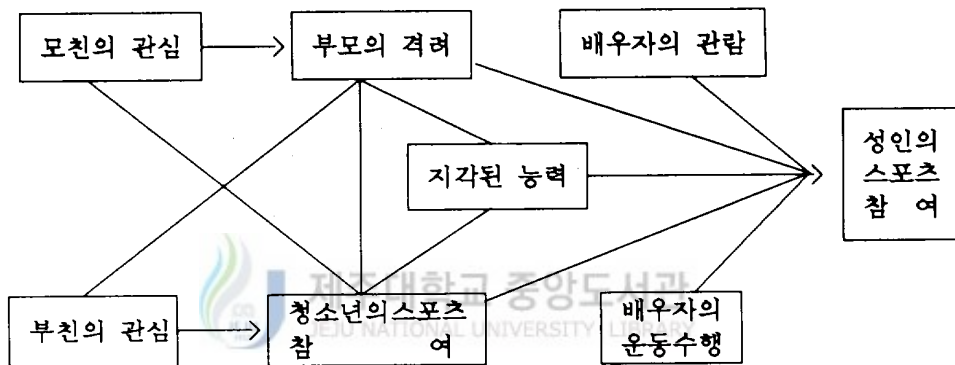 모친의 관심
부모의 격려
배우자의 관람
성인의
스포츠
참 여
지각된 능력
부친의 관심
청소년의스포츠
참 여
배우자의
운동수행
제주대학교 중앙도서관
JEJU NATIONAL UNIVERSITY LIBRARY